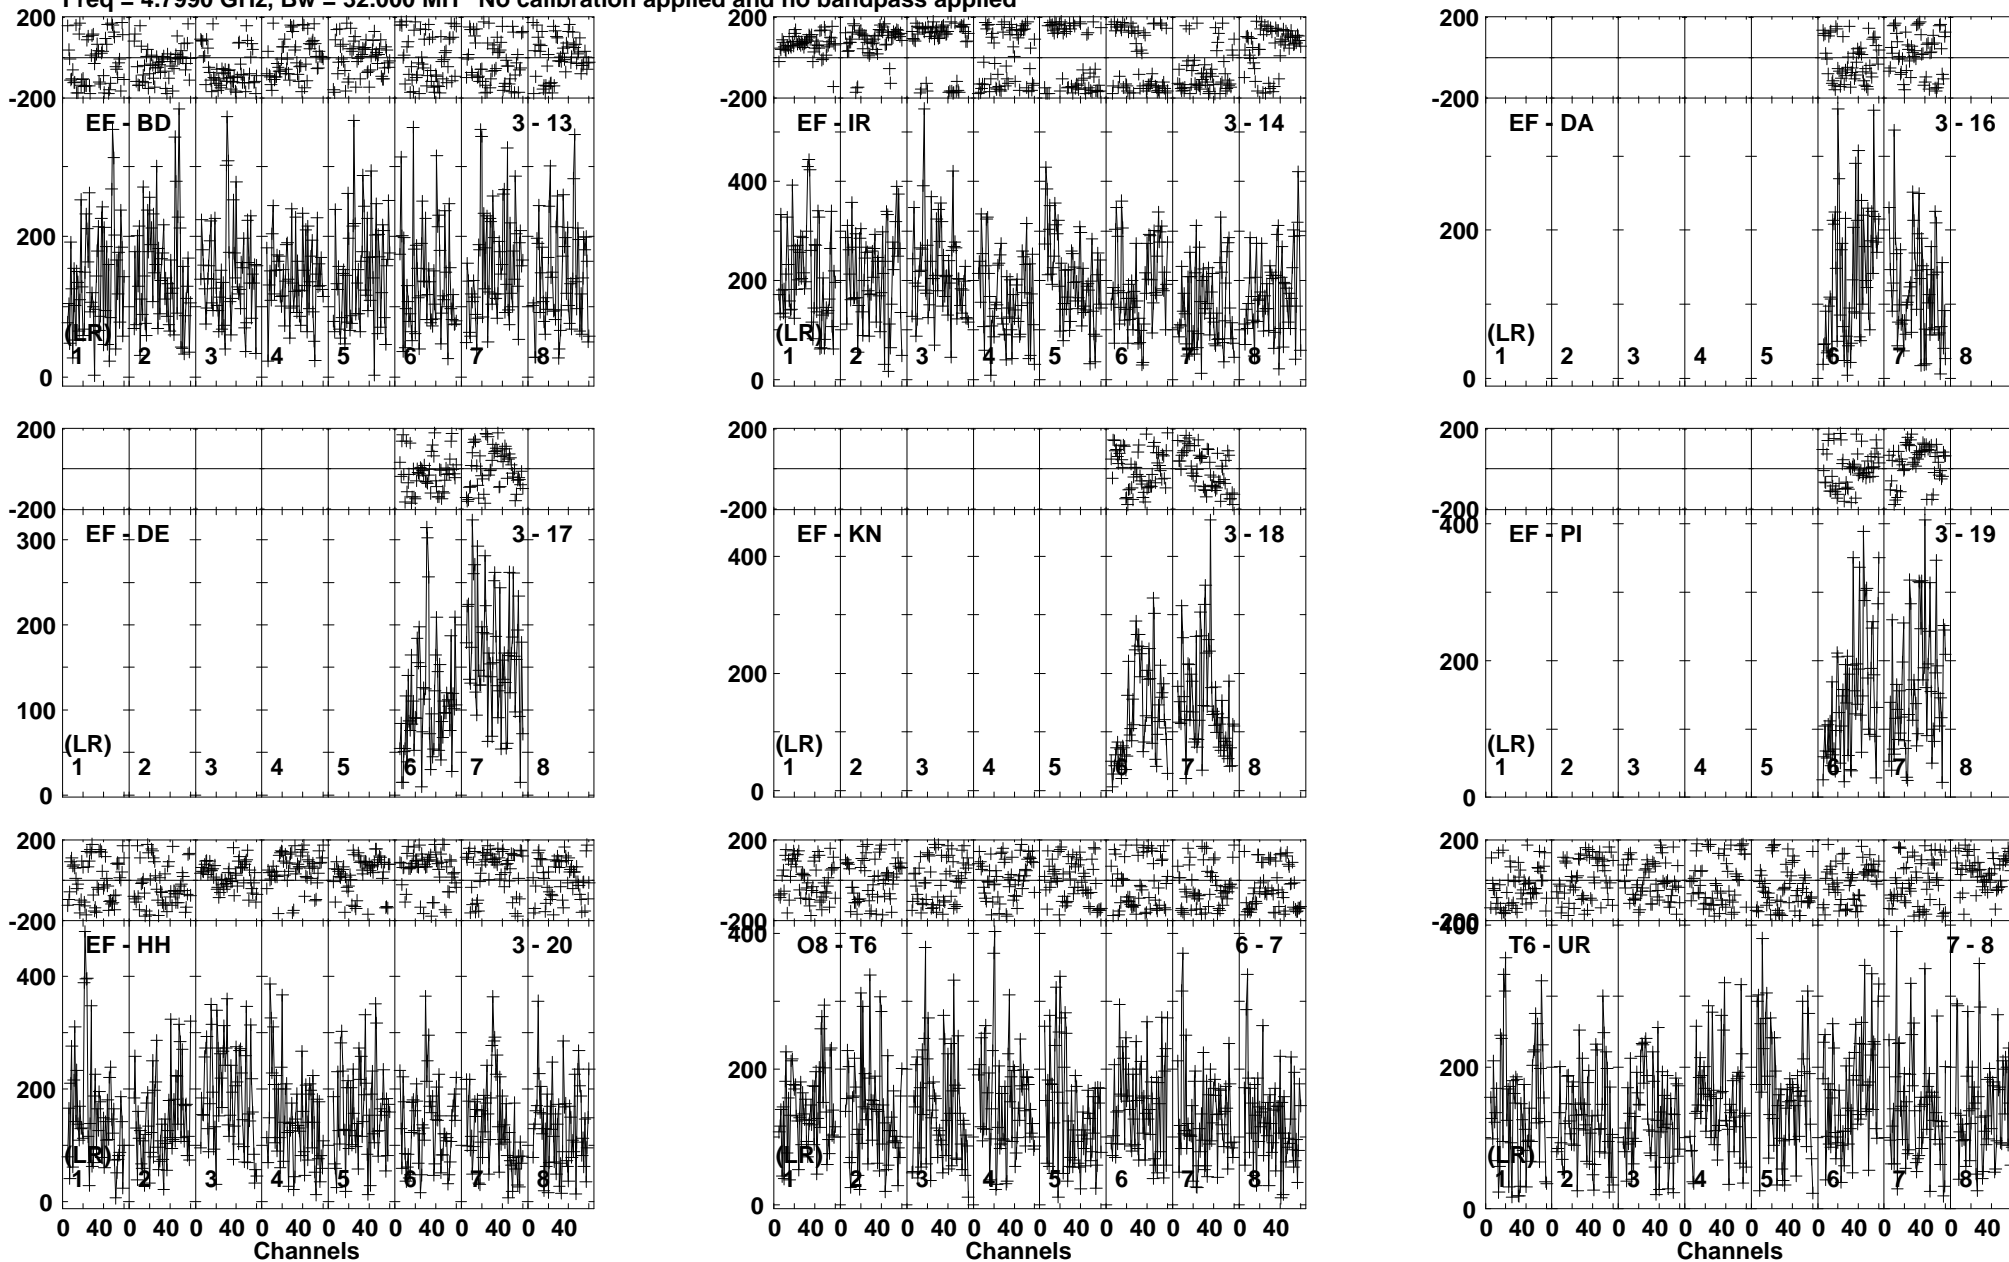 Freq = 4.7990 GHz, Bw = 32.000 MH No calibration applied and no bandpass applied
200 200 200
-200 -200 -200
EF - BD 3 - 13 EF - IR 3 - 14 EF - DA 3 - 16
400
200 200 200
(LR) (LR) (LR)
1 2 3 4 5 6 7 8 1 2 3 4 5 6 7 8 1 2 3 4 5 6 7 8
0 0 0
200 200 200
-200 -200 -200
EF - DE 3 - 17 EF - KN 3 - 18 EF - PI 3 - 19
300 400 400
200 200 200
100
(LR) (LR) (LR)
1 2 3 4 5 6 7 8 1 2 3 4 5 6 7 8 1 2 3 4 5 6 7 8
0 0 0
200 200 200
-200 -200 -200
EF - HH 3 - 20 O8 - T6 6 - 7 T6 - UR 7 - 8
400 400 400
200 200 200
(LR) (LR) (LR)
1 2 3 4 5 6 7 8 1 2 3 4 5 6 7 8 1 2 3 4 5 6 7 8
0 0 0
0 40 0 40 0 40 0 40 0 40 0 40 0 40 0 40 0 40 0 40 0 40 0 40 0 40 0 40 0 40 0 40 0 40 0 40 0 40 0 40 0 40 0 40 0 40 0 40
Channels Channels